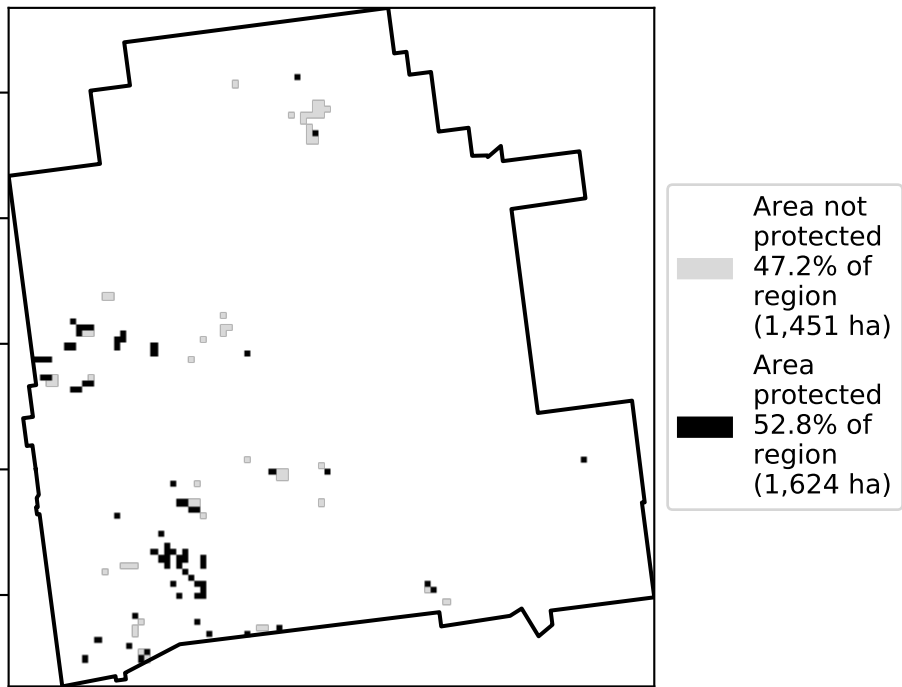 Area not
protected
47.2% of
region
(1,451 ha)
Area
protected
52.8% of
region
(1,624 ha)